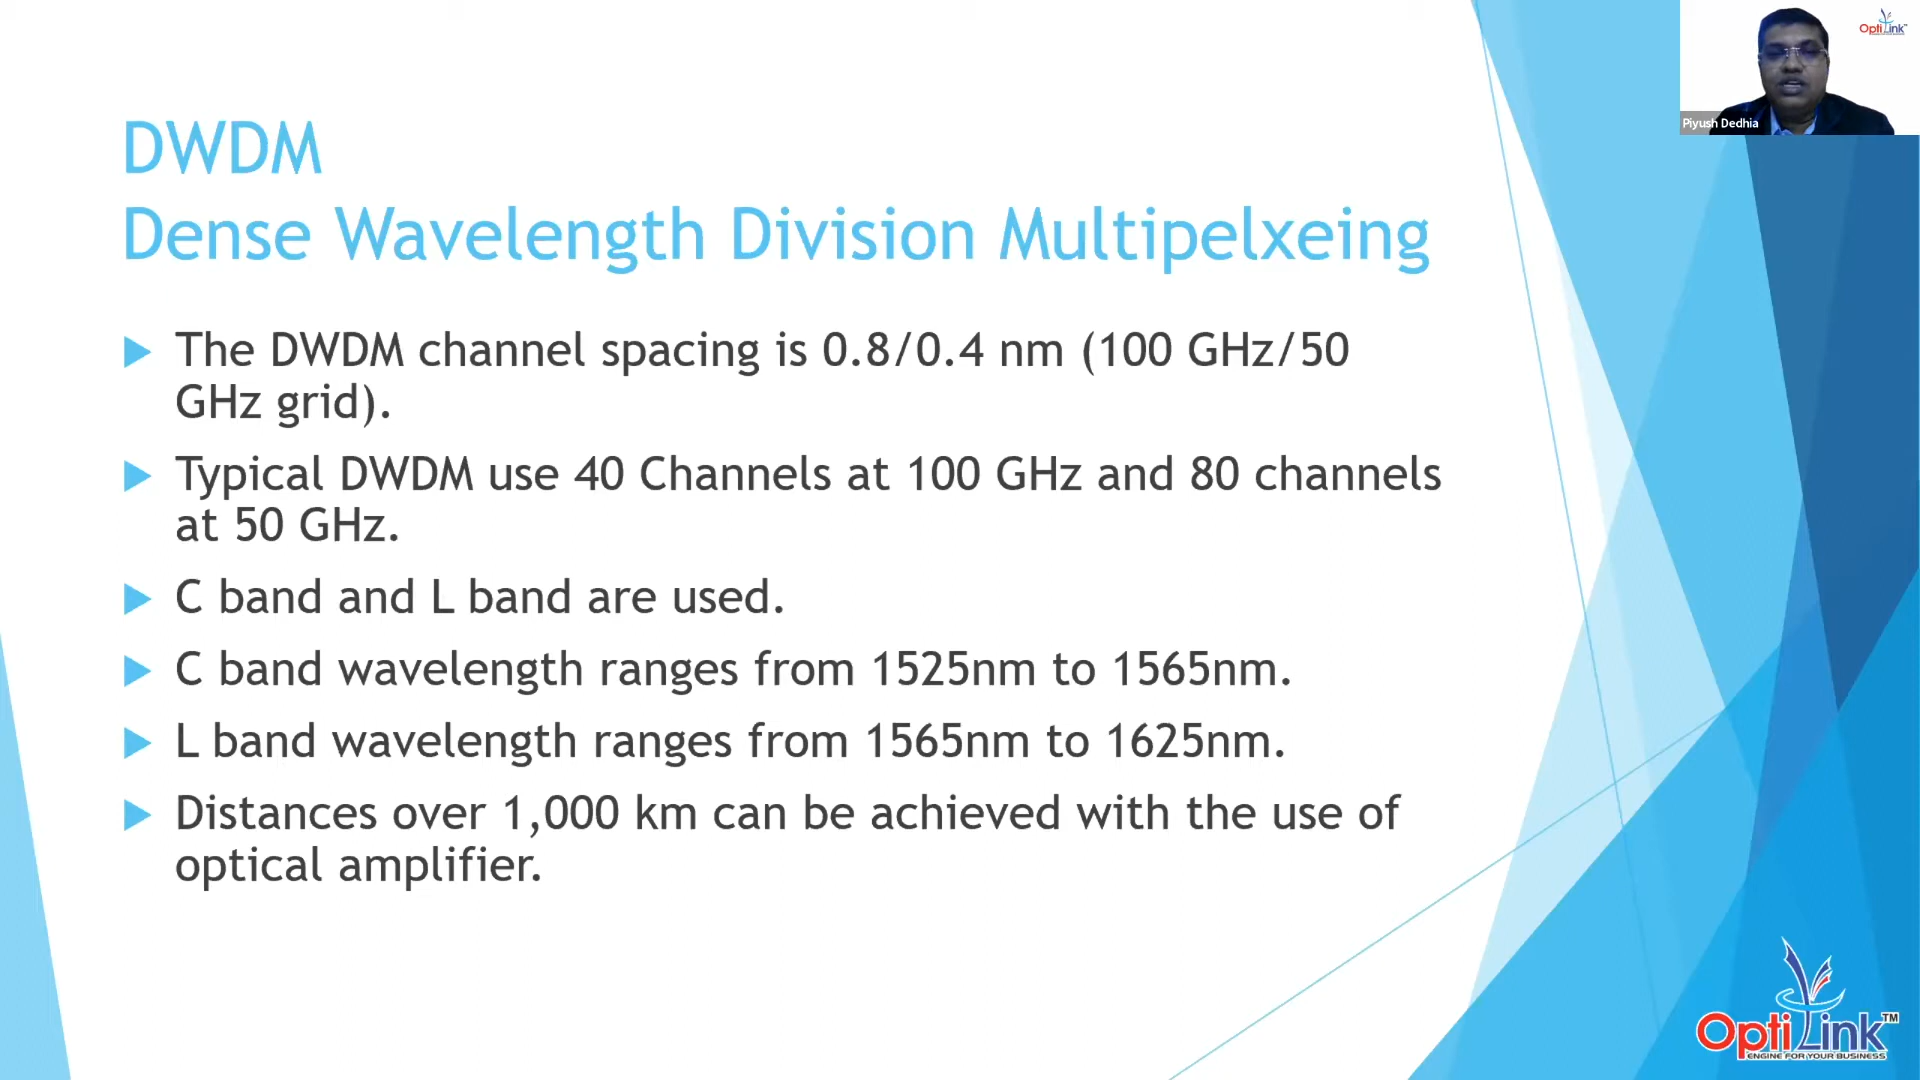 DWDM
Dense Wavelength Division Multipelxeing
The DWDM channel spacing is 0.8/0.4 nm (100 GHz/50
GHz grid).
Typical DWDM use 40 Channels at 100 GHz and 80 channels
at 50 GHz.
C band and L band are used.
C band wavelength ranges from 1525nm to 1565nm.
L band wavelength ranges from 1565nm to 1625nm.
Distances over 1,000 km can be achieved with the use of
optical amplifier.
OptiLink™
Piyush Dedhia
OptiLink™
ENGINE FOR YOUR BUSINESS